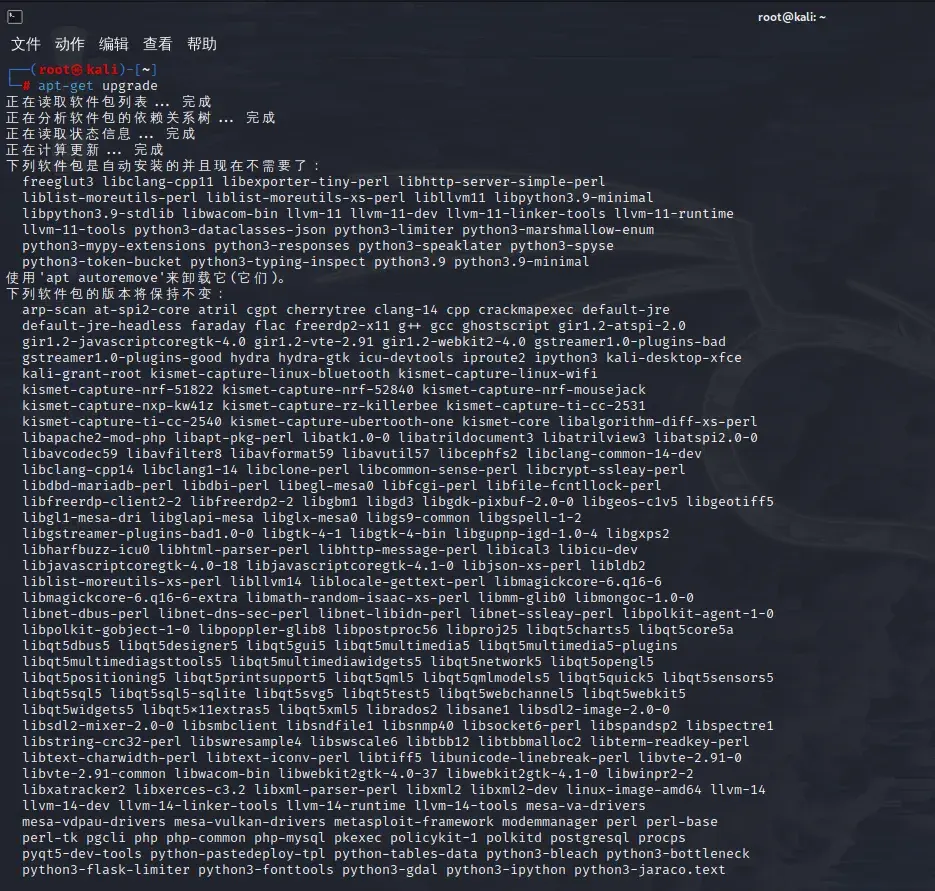 root@kali: ~
文件 动作 编辑 查看 帮助
┌──(root㉿kali)-[~]
└─# apt-get upgrade
正在读取软件包列表... 完成
正在分析软件包的依赖关系树... 完成
正在读取状态信息... 完成
正在计算更新... 完成
下列软件包是自动安装的并且现在不需要了：
freeglut3 libclang-cpp11 libexporter-tiny-perl libhttp-server-simple-perl
liblist-moreutils-perl liblist-moreutils-xs-perl libllvm11 libpython3.9-minimal
libpython3.9-stdlib libwacom-bin llvm-11 llvm-11-dev llvm-11-linker-tools llvm-11-runtime
llvm-11-tools python3-dataclasses-json python3-limiter python3-marshmallow-enum
python3-mypy-extensions python3-responses python3-speaklater python3-spyse
python3-token-bucket python3-typing-inspect python3.9 python3.9-minimal
使用'apt autoremove'来卸载它(它们)。
下列软件包的版本将保持不变：
arp-scan at-spi2-core atril cgpt cherrytree clang-14 cpp crackmapexec default-jre
default-jre-headless faraday flac freerdp2-x11 g++ gcc ghostscript gir1.2-atspi-2.0
gir1.2-javascriptcoregtk-4.0 gir1.2-vte-2.91 gir1.2-webkit2-4.0 gstreamer1.0-plugins-bad
gstreamer1.0-plugins-good hydra hydra-gtk icu-devtools iproute2 ipython3 kali-desktop-xfce
kali-grant-root kismet-capture-linux-bluetooth kismet-capture-linux-wifi
kismet-capture-nrf-51822 kismet-capture-nrf-52840 kismet-capture-nrf-mousejack
kismet-capture-nxp-kw41z kismet-capture-rz-killerbee kismet-capture-ti-cc-2531
kismet-capture-ti-cc-2540 kismet-capture-ubertooth-one kismet-core libalgorithm-diff-xs-perl
libapache2-mod-php libapt-pkg-perl libatk1.0-0 libatrildocument3 libatrilview3 libatspi2.0-0
libavcodec59 libavfilter8 libavformat59 libavutil57 libcephfs2 libclang-common-14-dev
libclang-cpp14 libclang1-14 libclone-perl libcommon-sense-perl libcrypt-ssleay-perl
libdbd-mariadb-perl libdbi-perl libegl-mesa0 libfcgi-perl libfile-fcntllock-perl
libfreerdp-client2-2 libfreerdp2-2 libgbm1 libgd3 libgdk-pixbuf-2.0-0 libgeos-c1v5 libgeotiff5
libgl1-mesa-dri libglapi-mesa libglx-mesa0 libgs9-common libgspell-1-2
libgstreamer-plugins-bad1.0-0 libgtk-4-1 libgtk-4-bin libgupnp-igd-1.0-4 libgxps2
libharfbuzz-icu0 libhtml-parser-perl libhttp-message-perl libical3 libicu-dev
libjavascriptcoregtk-4.0-18 libjavascriptcoregtk-4.1-0 libjson-xs-perl libldb2
liblist-moreutils-xs-perl libllvm14 liblocale-gettext-perl libmagickcore-6.q16-6
libmagickcore-6.q16-6-extra libmath-random-isaac-xs-perl libmm-glib0 libmongoc-1.0-0
libnet-dbus-perl libnet-dns-sec-perl libnet-libidn-perl libnet-ssleay-perl libpolkit-agent-1-0
libpolkit-gobject-1-0 libpoppler-glib8 libpostproc56 libproj25 libqt5charts5 libqt5core5a
libqt5dbus5 libqt5designer5 libqt5gui5 libqt5multimedia5 libqt5multimedia5-plugins
libqt5multimediagsttools5 libqt5multimediawidgets5 libqt5network5 libqt5opengl5
libqt5positioning5 libqt5printsupport5 libqt5qml5 libqt5qmlmodels5 libqt5quick5 libqt5sensors5
libqt5sql5 libqt5sql5-sqlite libqt5svg5 libqt5test5 libqt5webchannel5 libqt5webkit5
libqt5widgets5 libqt5x11extras5 libqt5xml5 librados2 libsane1 libsdl2-image-2.0-0
libsdl2-mixer-2.0-0 libsmbclient libsndfile1 libsnmp40 libsocket6-perl libspandsp2 libspectre1
libstring-crc32-perl libswresample4 libswscale6 libtbb12 libtbbmalloc2 libterm-readkey-perl
libtext-charwidth-perl libtext-iconv-perl libtiff5 libunicode-linebreak-perl libvte-2.91-0
libvte-2.91-common libwacom-bin libwebkit2gtk-4.0-37 libwebkit2gtk-4.1-0 libwinpr2-2
libxatracker2 libxerces-c3.2 libxml-parser-perl libxml2 libxml2-dev linux-image-amd64 llvm-14
llvm-14-dev llvm-14-linker-tools llvm-14-runtime llvm-14-tools mesa-va-drivers
mesa-vdpau-drivers mesa-vulkan-drivers metasploit-framework modemmanager perl perl-base
perl-tk pgcli php php-common php-mysql pkexec policykit-1 polkitd postgresql procps
pyqt5-dev-tools python-pastedeploy-tpl python-tables-data python3-bleach python3-bottleneck
python3-flask-limiter python3-fonttools python3-gdal python3-ipython python3-jaraco.text